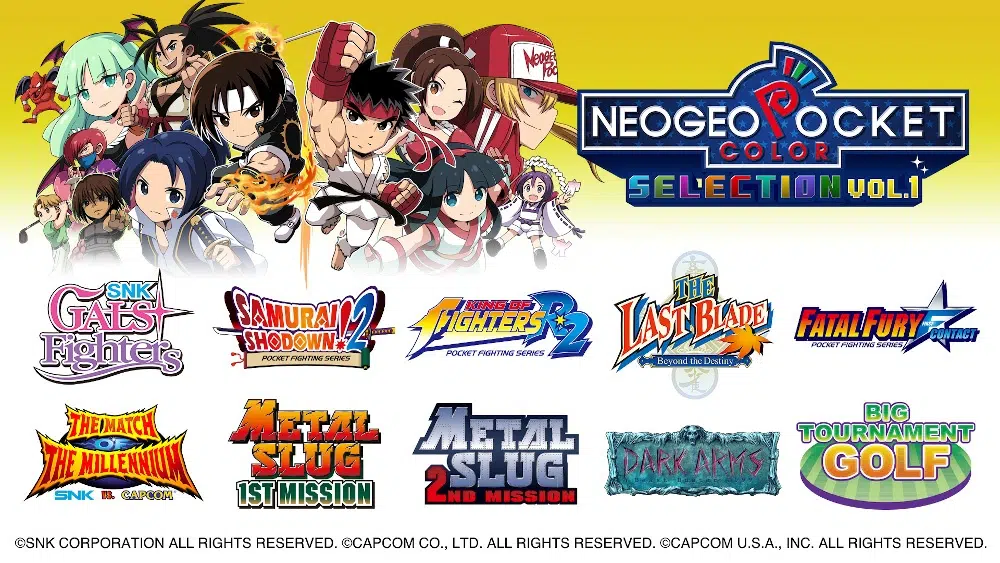 NEOGEO
POCKET
COLOR
SELECTION VOL.1
SNK
GALS
Fighters
SAMURAI
SHODOWN! 2
POCKET FIGHTING SERIES
KING OF
FIGHTERS R2
POCKET FIGHTING SERIES
THE
LAST BLADE
Beyond the Destiny
FATAL FURY
FIRST CONTACT
POCKET FIGHTING SERIES
THE MATCH
OF
THE MILLENNIUM
SNK VS. CAPCOM
METAL
SLUG
1ST MISSION
METAL
SLUG
2ND MISSION
DARK ARMS
BIG
TOURNAMENT
GOLF
©SNK CORPORATION ALL RIGHTS RESERVED. ©CAPCOM CO., LTD. ALL RIGHTS RESERVED. ©CAPCOM U.S.A., INC. ALL RIGHTS RESERVED.